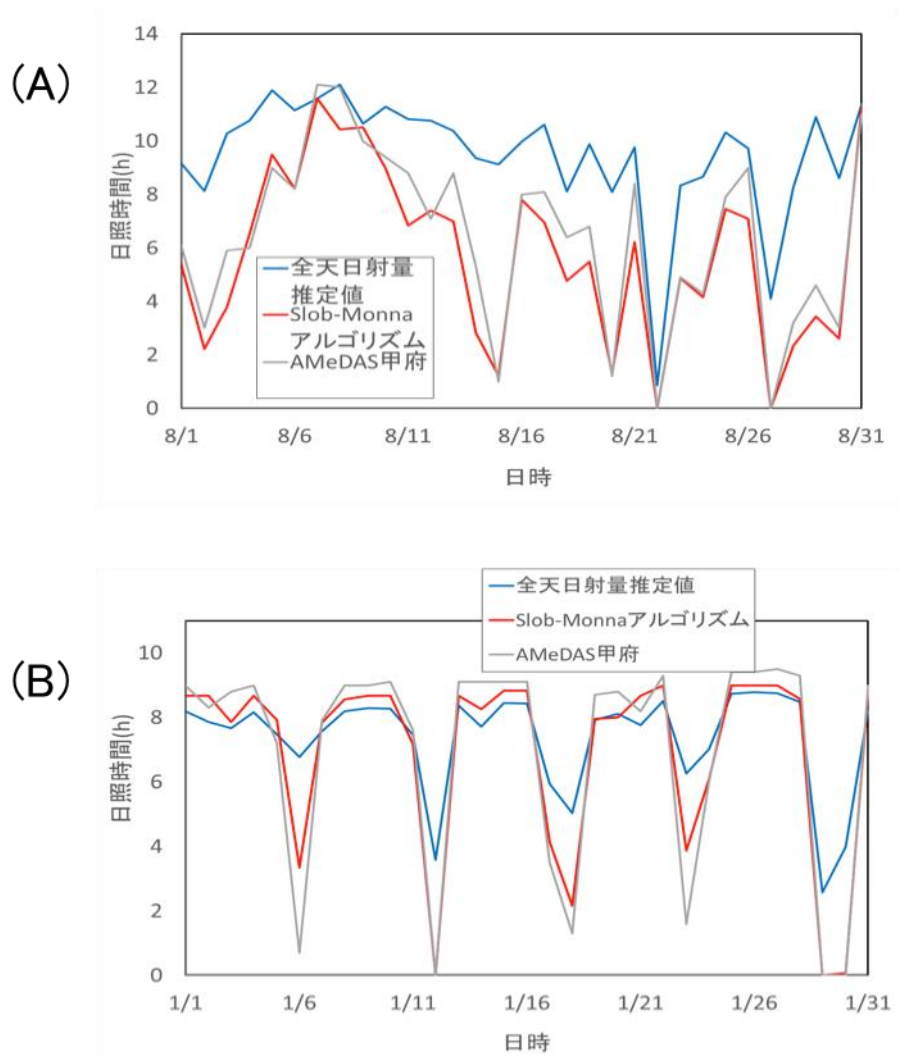 (A)
14
12
10
8
6
4
2
0
日照時間(h)
全天日射量
推定値
Slob-Monna
アルゴリズム
AMeDAS甲府
8/1 8/6 8/11 8/16 8/21 8/26 8/31
日時
(B)
全天日射量推定値
Slob-Monnaアルゴリズム
AMeDAS甲府
10
8
6
4
2
0
日照時間(h)
1/1 1/6 1/11 1/16 1/21 1/26 1/31
日時